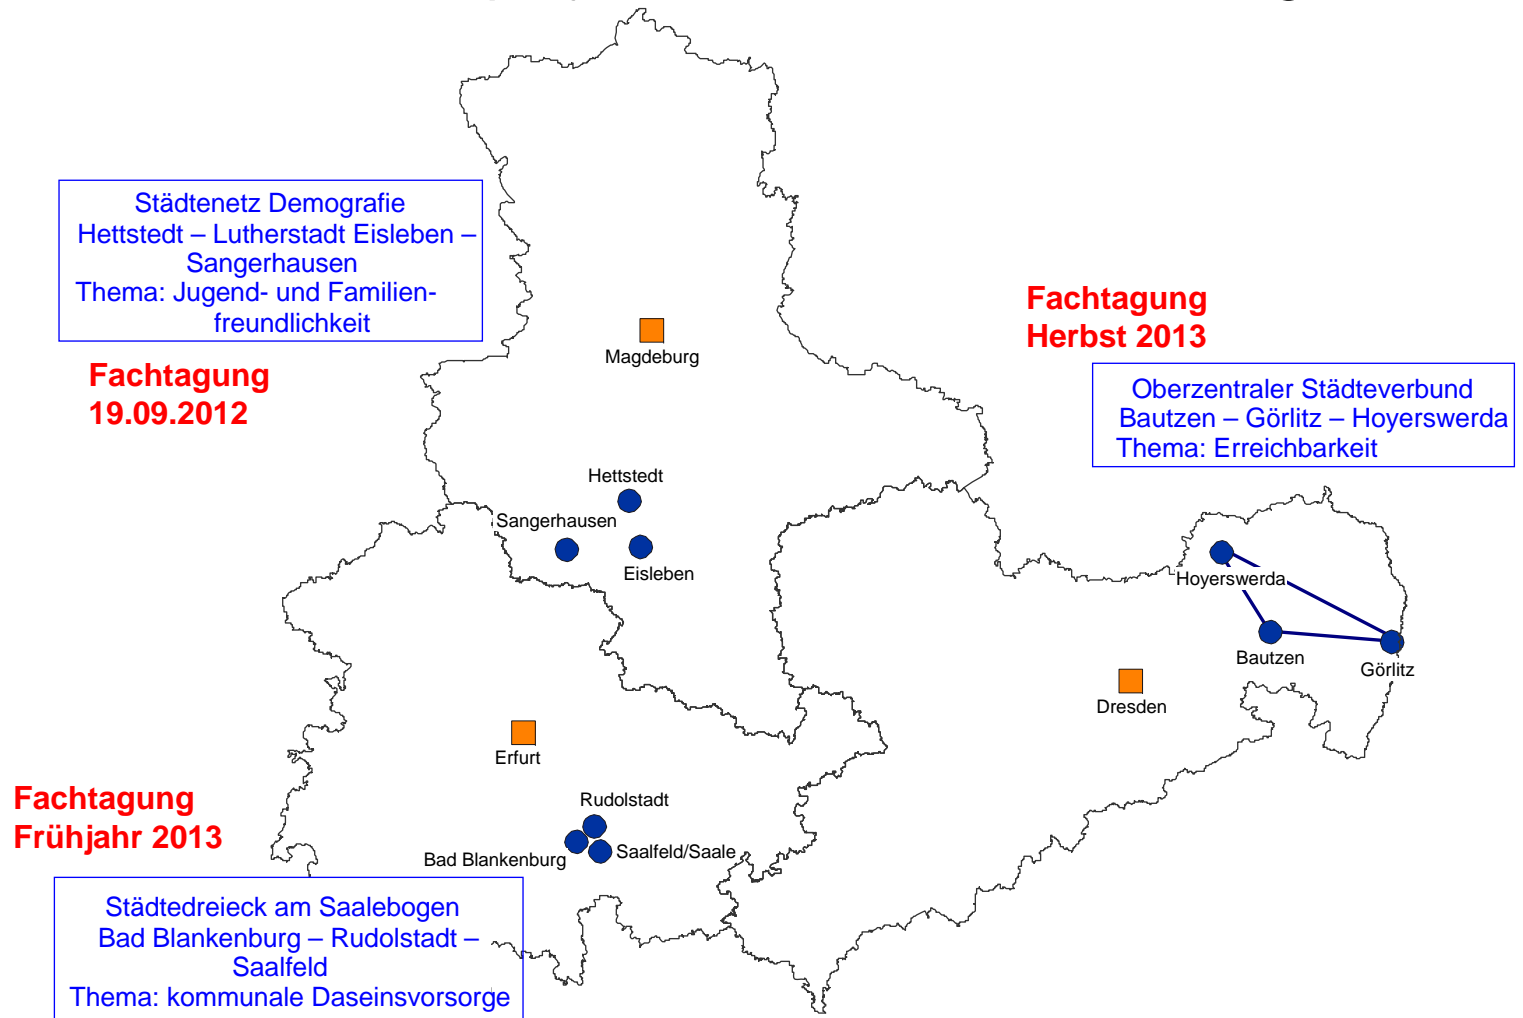 Städtenetz Demografie
Hettstedt – Lutherstadt Eisleben –
Sangerhausen
Thema: Jugend- und Familien-
freundlichkeit
Fachtagung
19.09.2012
Fachtagung
Herbst 2013
Oberzentraler Städteverbund
Bautzen – Görlitz – Hoyerswerda
Thema: Erreichbarkeit
Magdeburg
Hettstedt
Sangerhausen
Eisleben
Hoyerswerda
Bautzen
Görlitz
Dresden
Erfurt
Rudolstadt
Bad Blankenburg
Saalfeld/Saale
Fachtagung
Frühjahr 2013
Städtedreieck am Saalebogen
Bad Blankenburg – Rudolstadt –
Saalfeld
Thema: kommunale Daseinsvorsorge